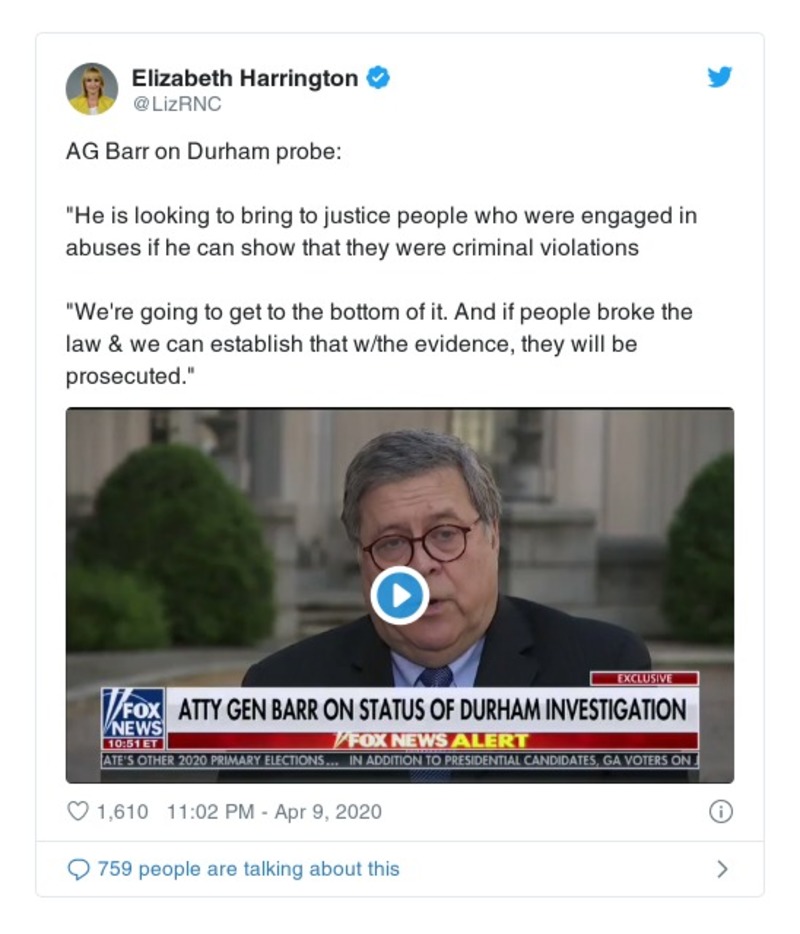 Elizabeth Harrington
@LizRNC
AG Barr on Durham probe:
"He is looking to bring to justice people who were engaged in
abuses if he can show that they were criminal violations
"We're going to get to the bottom of it. And if people broke the
law & we can establish that w/the evidence, they will be
prosecuted."
EXCLUSIVE
FOX
NEWS
10:51 ET
ATTY GEN BARR ON STATUS OF DURHAM INVESTIGATION
FOX NEWS ALERT
ATE'S OTHER 2020 PRIMARY ELECTIONS... IN ADDITION TO PRESIDENTIAL CANDIDATES, GA VOTERS ON
1,610 11:02 PM - Apr 9, 2020
759 people are talking about this